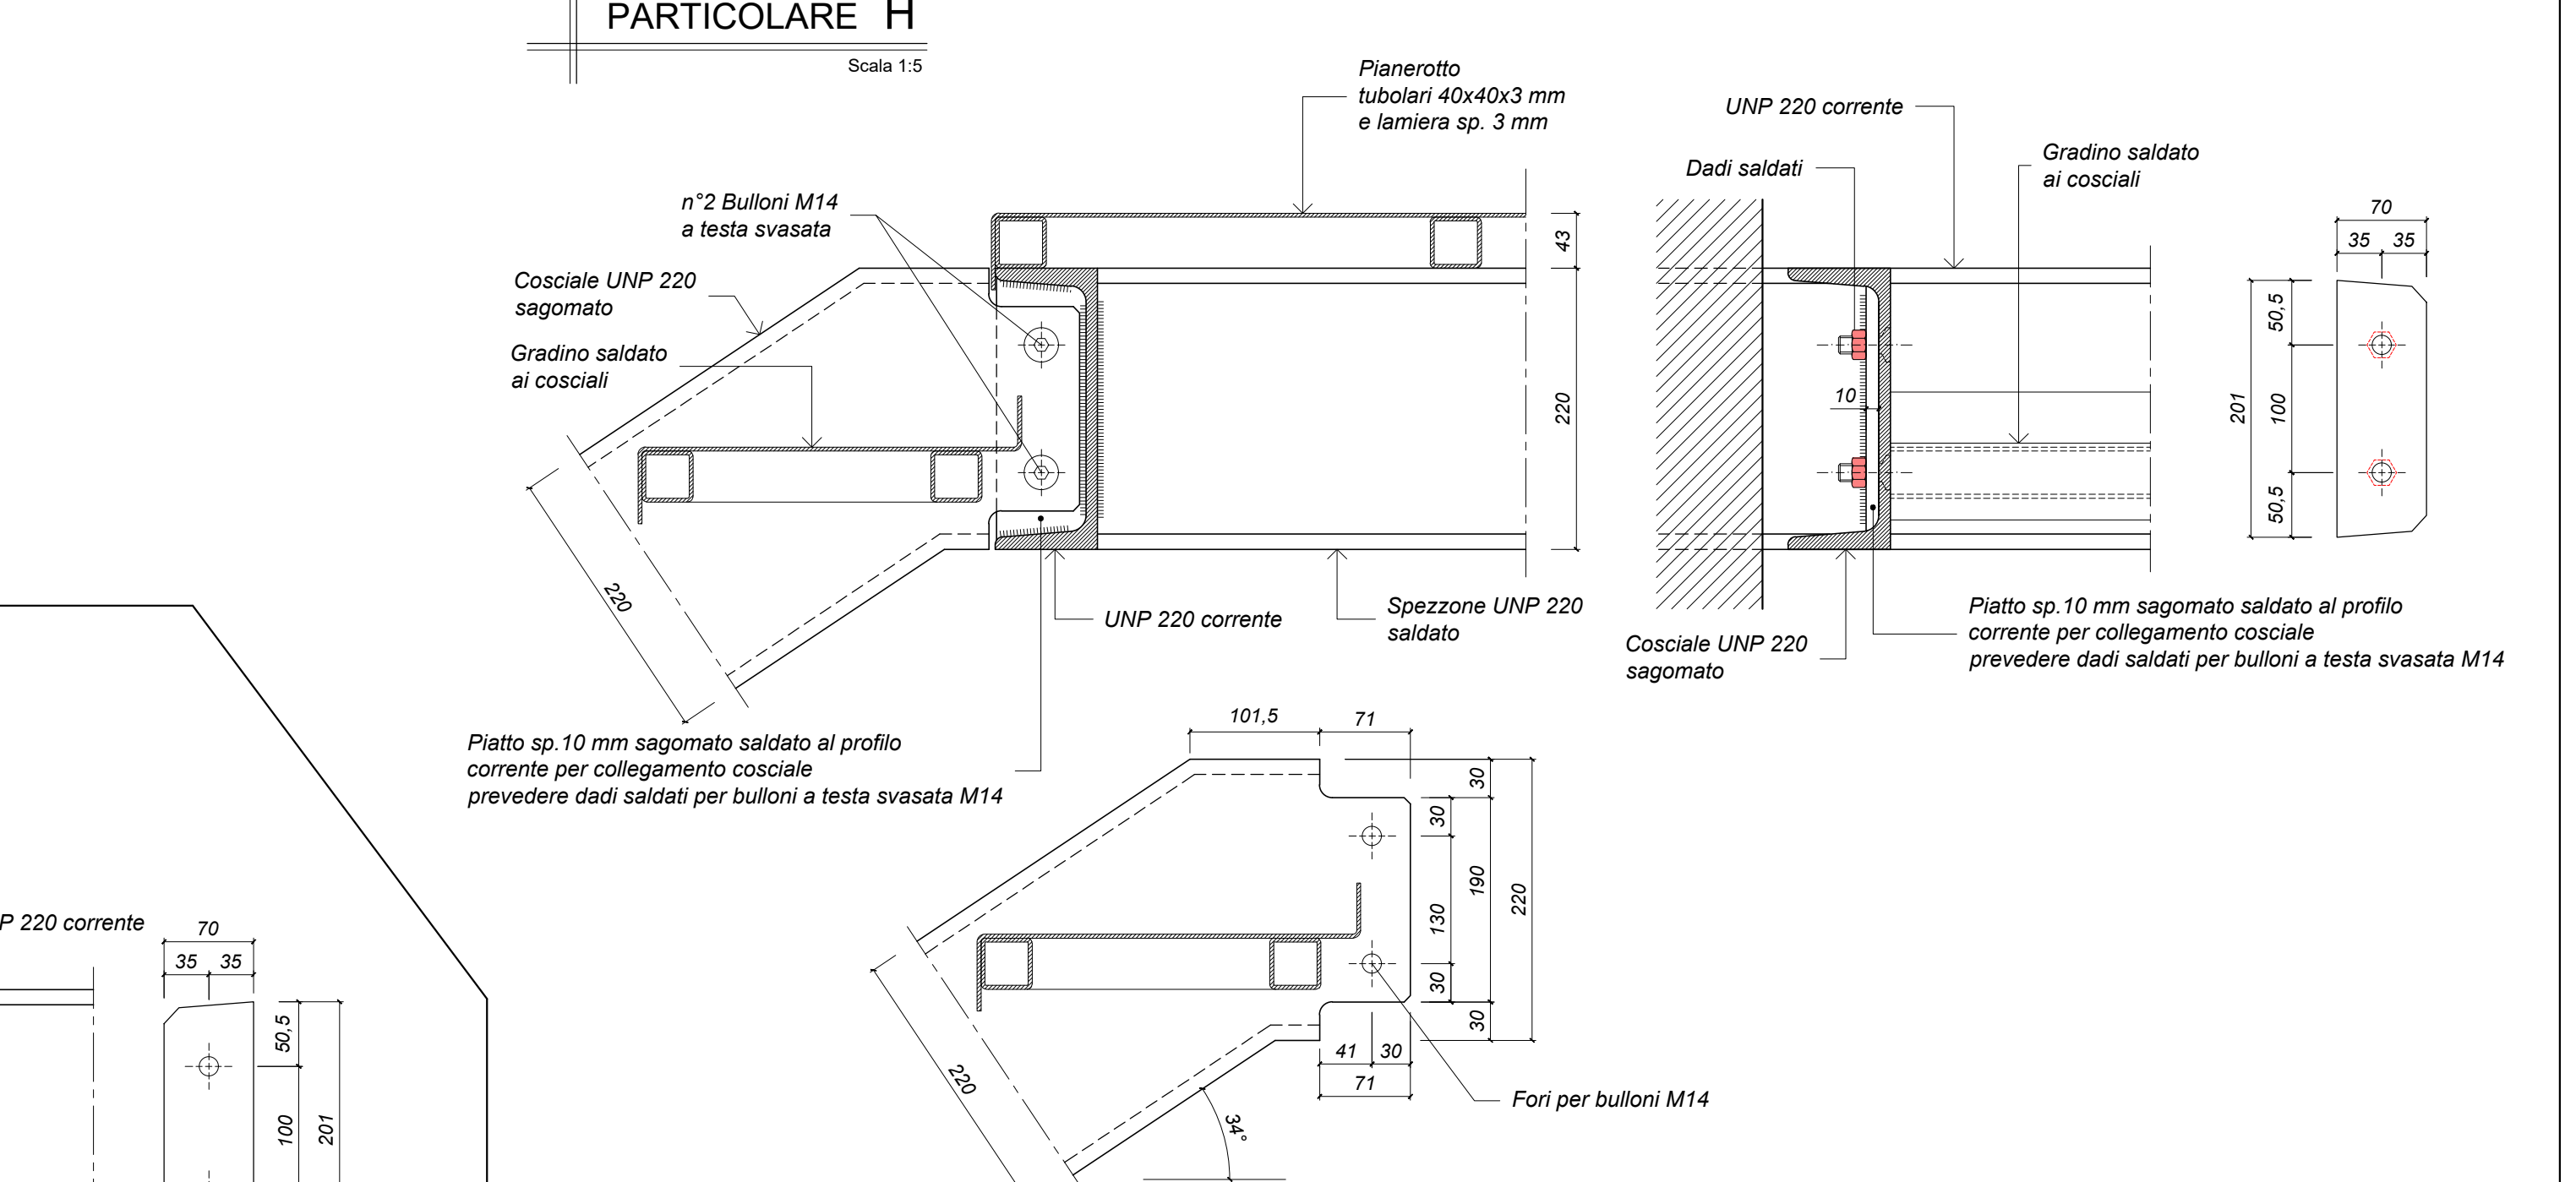 PARTICOLARE H
Scala 1:5
Pianerotto
tubolari 40x40x3 mm
e lamiera sp. 3 mm
UNP 220 corrente
Dadi saldati
Gradino saldato
ai cosciali
n°2 Bulloni M14
a testa svasata
Cosciale UNP 220
sagomato
Gradino saldato
ai cosciali
43
220
10
70
35
35
50,5
100
50,5
201
220
UNP 220 corrente
Spezzone UNP 220
saldato
Cosciale UNP 220
sagomato
Piatto sp.10 mm sagomato saldato al profilo
corrente per collegamento cosciale
prevedere dadi saldati per bulloni a testa svasata M14
Piatto sp.10 mm sagomato saldato al profilo
corrente per collegamento cosciale
prevedere dadi saldati per bulloni a testa svasata M14
101,5
71
30
30
190
220
130
30
30
41
30
71
220
34°
Fori per bulloni M14
P 220 corrente
70
35
35
50,5
100
201